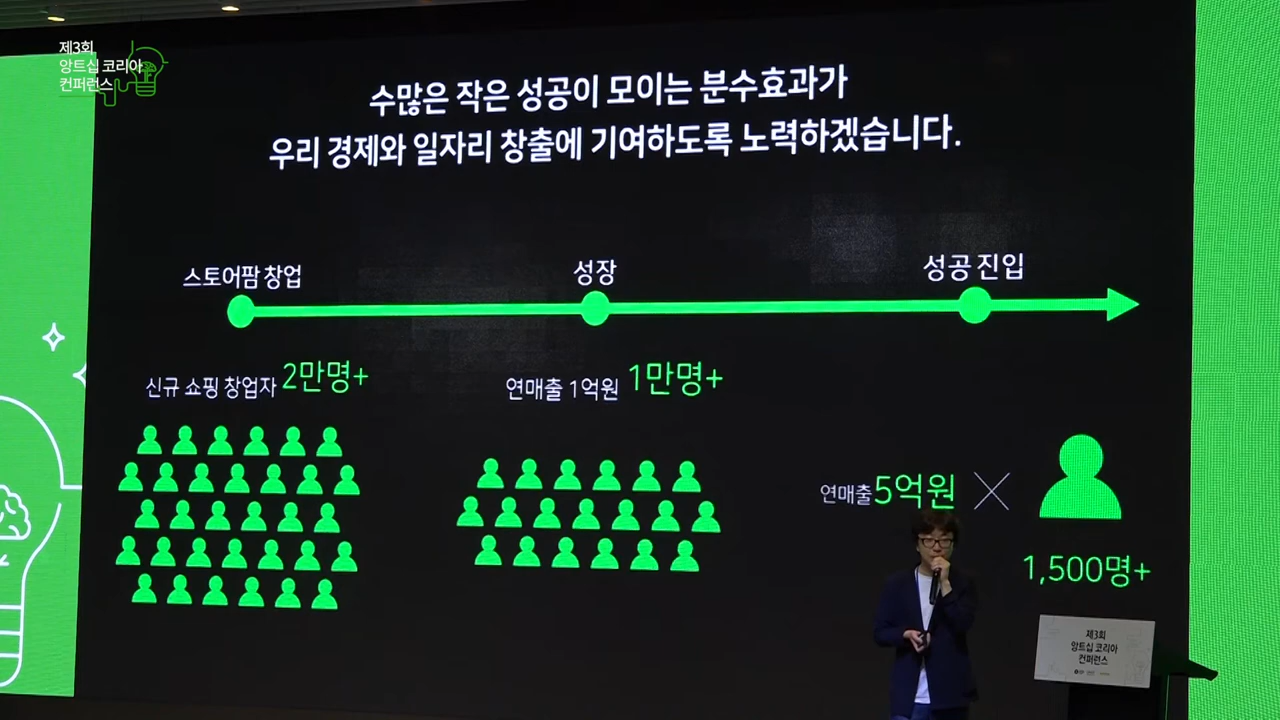 제3회
앙트십 코리아
컨퍼런스
수많은 작은 성공이 모이는 분수효과가
우리 경제와 일자리 창출에 기여하도록 노력하겠습니다.
스토어팜 창업
성장
성공 진입
신규 쇼핑 창업자 2만명+
연매출 1억원 1만명+
연매출5억원
1,500명+
제3회
앙트십 코리아
컨퍼런스